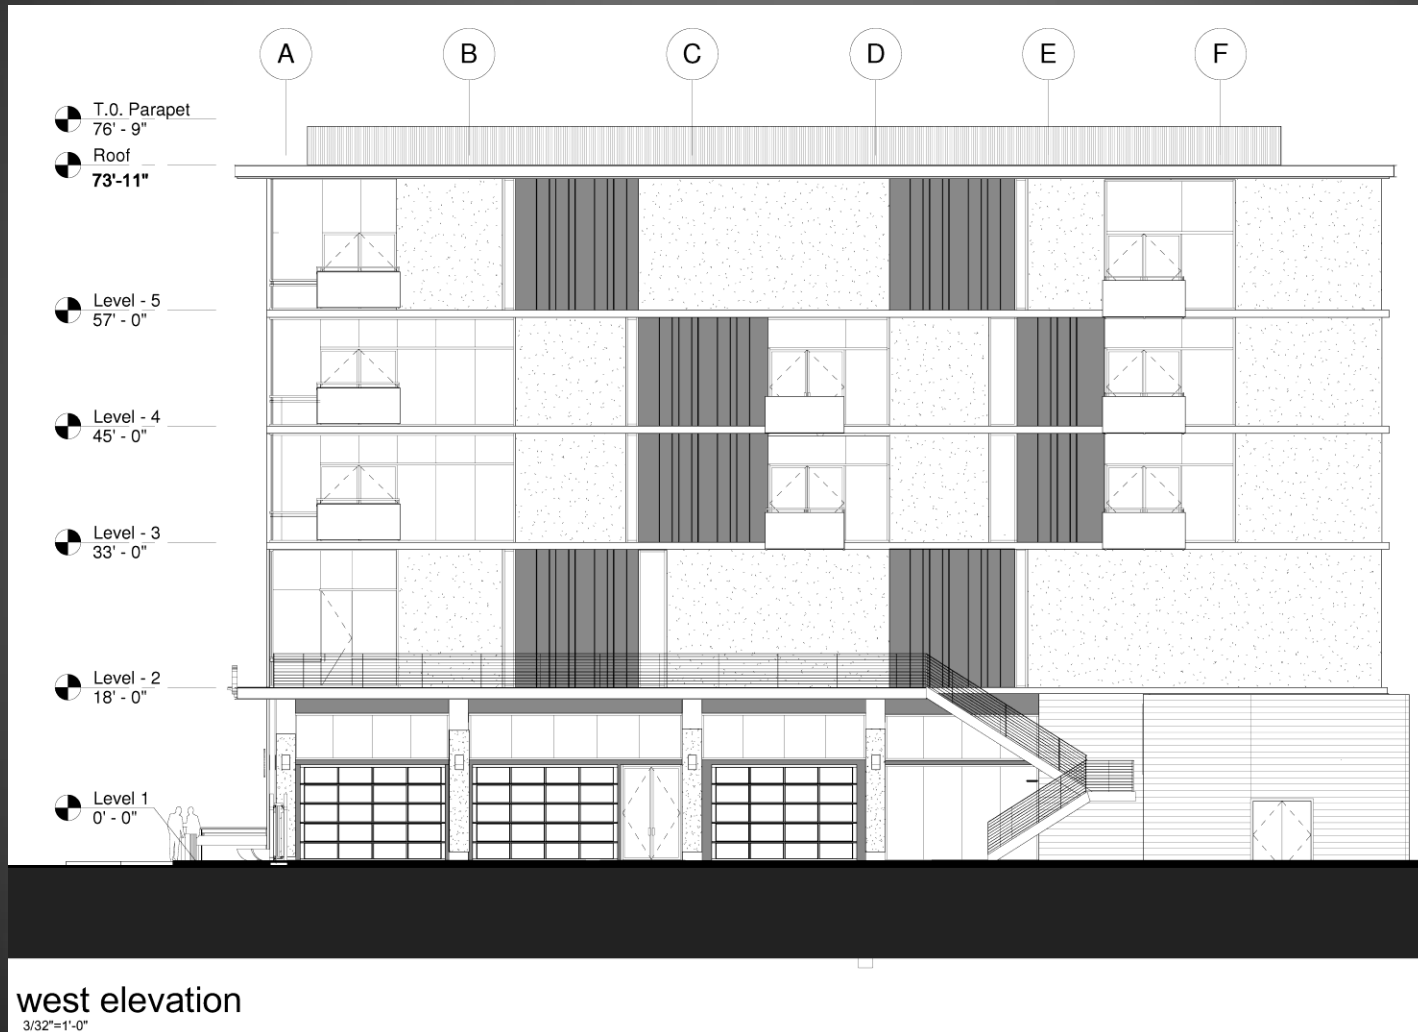 A B C D E F
T.O. Parapet
76' - 9"
Roof
73'-11"
Level - 5
57' - 0"
Level - 4
45' - 0"
Level - 3
33' - 0"
Level - 2
18' - 0"
Level 1
0' - 0"
west elevation
3/32"=1'-0"